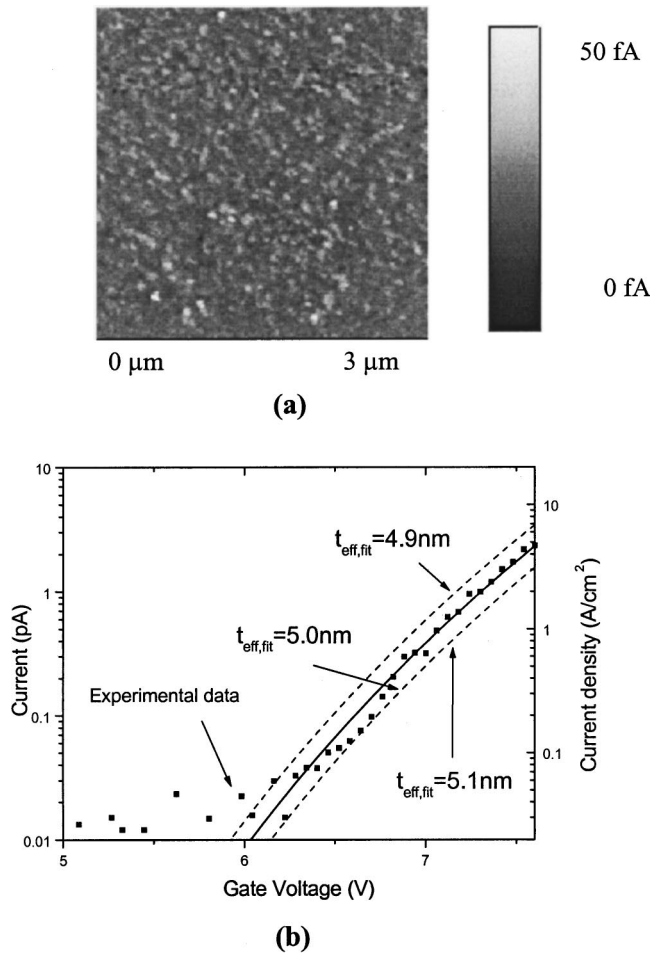 50 fA
0 fA
0 μm 3 μm
(a)
10
1
0.1
0.01
Current (pA)
10
1
0.1
Current density (A/cm²)
t_eff,fit=4.9nm
t_eff,fit=5.0nm
Experimental data
t_eff,fit=5.1nm
5 6 7
Gate Voltage (V)
(b)